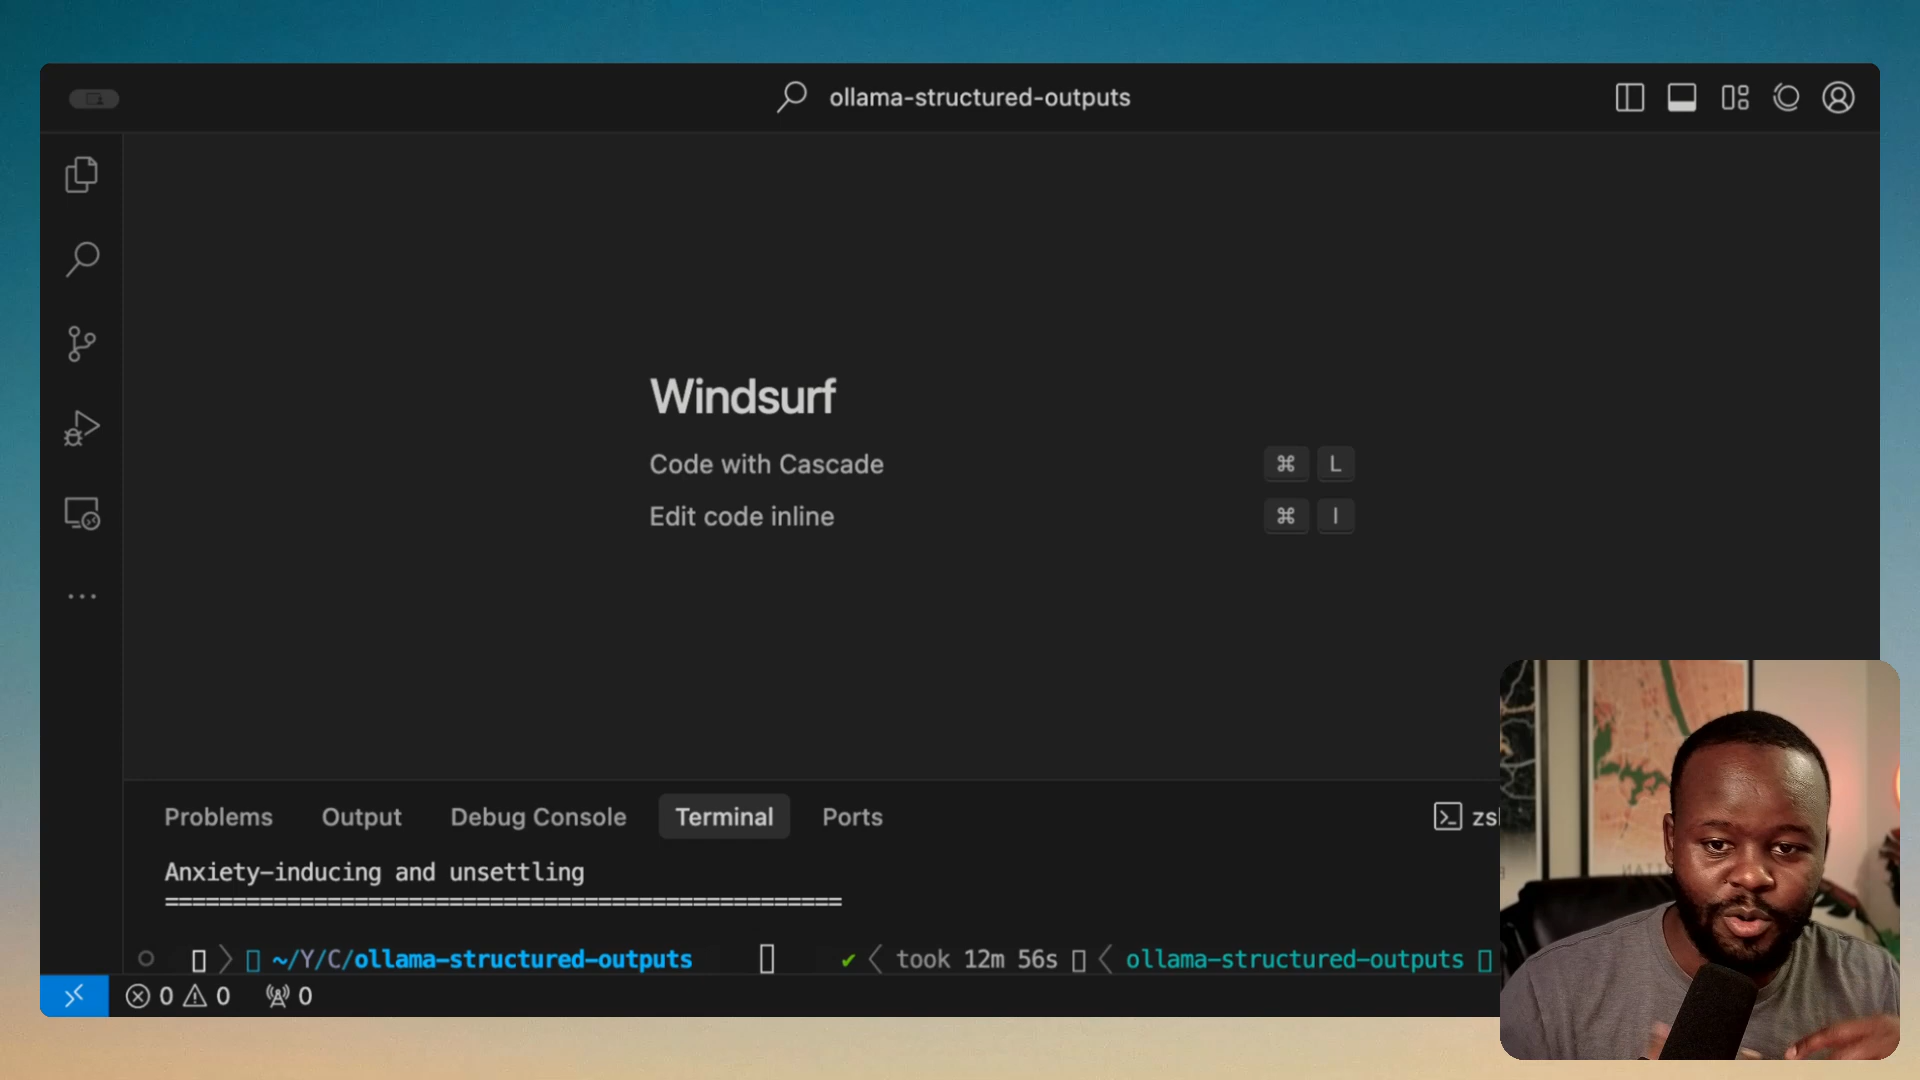 ollama-structured-outputs
Windsurf
Code with Cascade ⌘ L
Edit code inline ⌘ I
Problems Output Debug Console Terminal Ports
Anxiety-inducing and unsettling
==================================================
~/Y/C/ollama-structured-outputs ✔ took 12m 56s ollama-structured-outputs
0 0 0